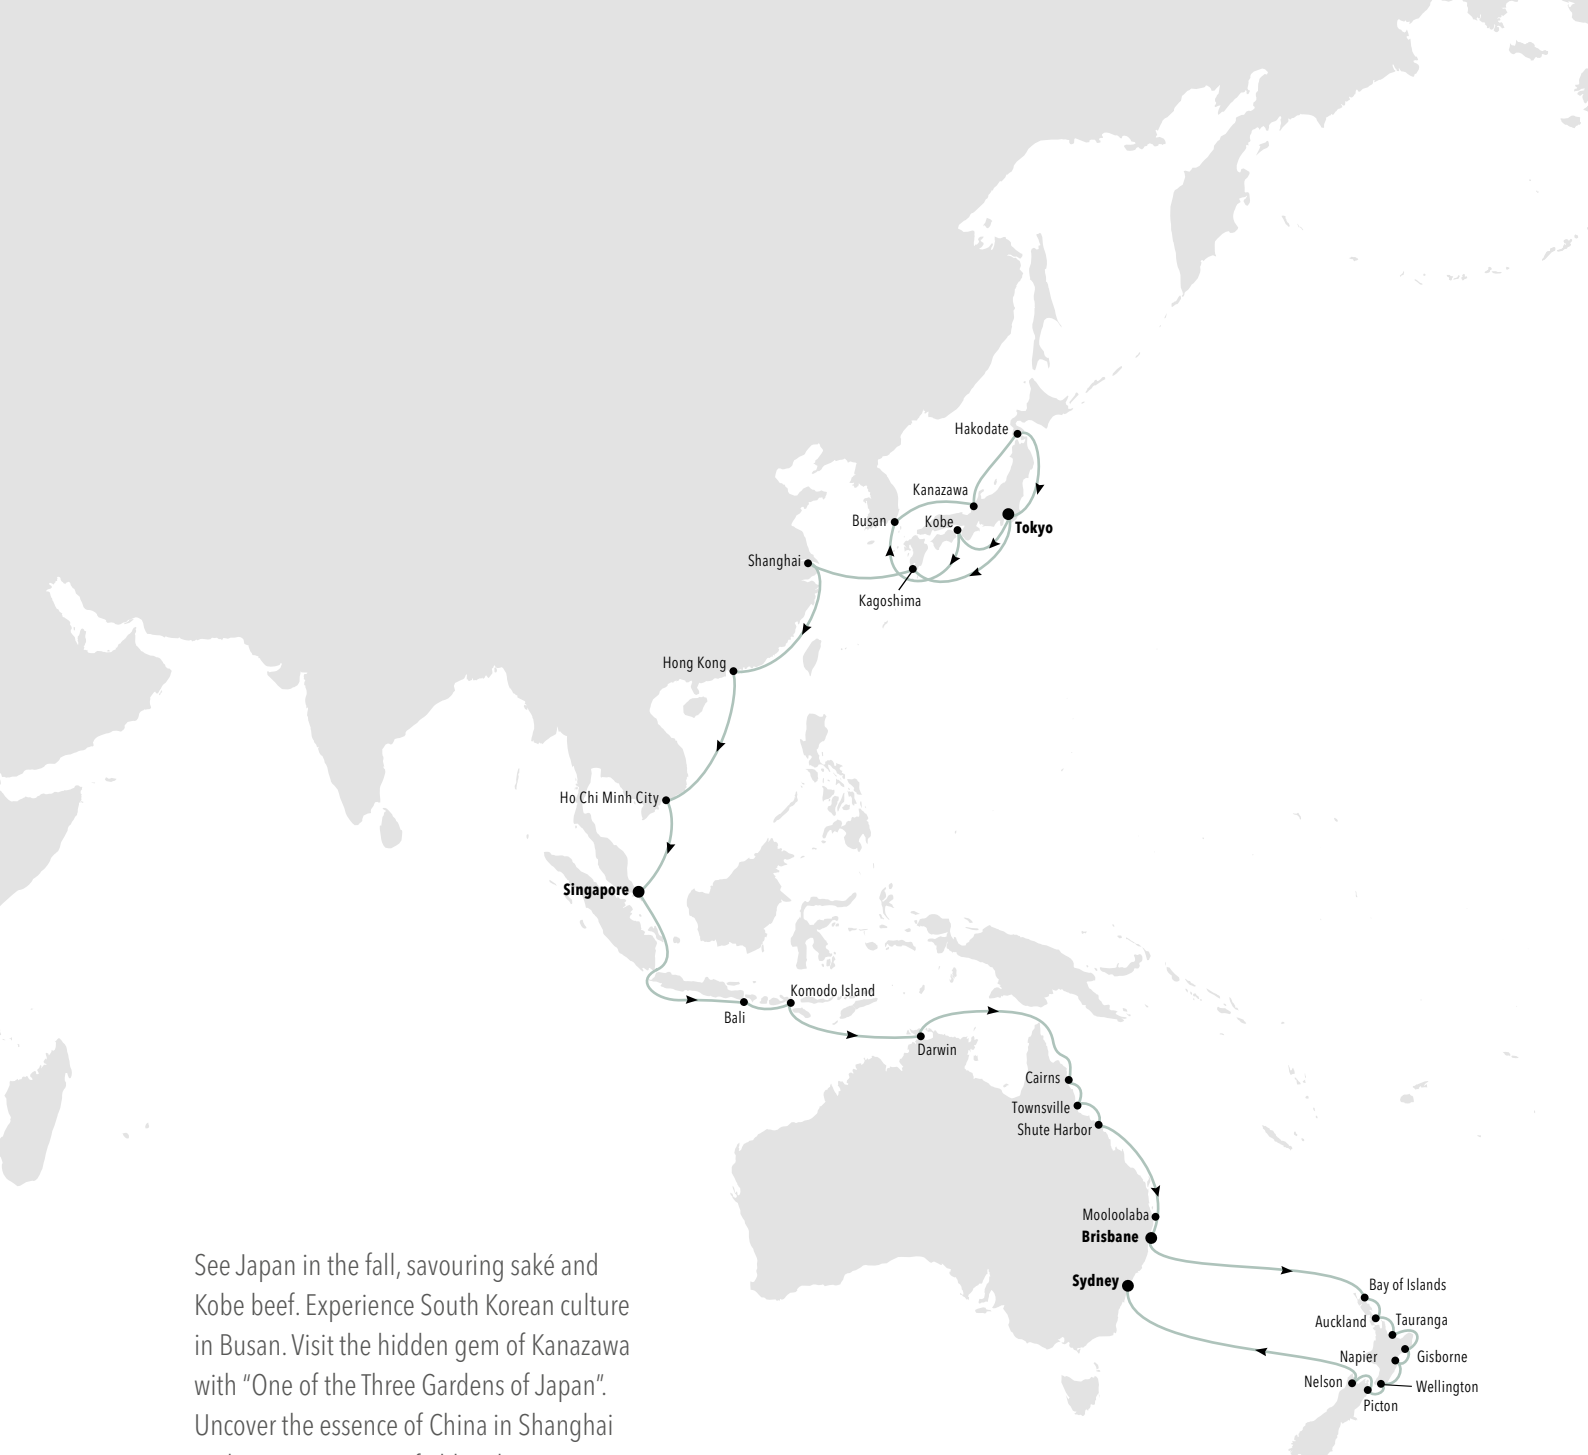 Hakodate
Kanazawa
Busan
Kobe
Tokyo
Shanghai
Kagoshima
Hong Kong
Ho Chi Minh City
Singapore
Komodo Island
Bali
Darwin
Cairns
Townsville
Shute Harbor
Mooloolaba
Brisbane
Sydney
Bay of Islands
Auckland
Tauranga
Napier
Gisborne
Nelson
Wellington
Picton
See Japan in the fall, savouring saké and
Kobe beef. Experience South Korean culture
in Busan. Visit the hidden gem of Kanazawa
with “One of the Three Gardens of Japan”.
Uncover the essence of China in Shanghai